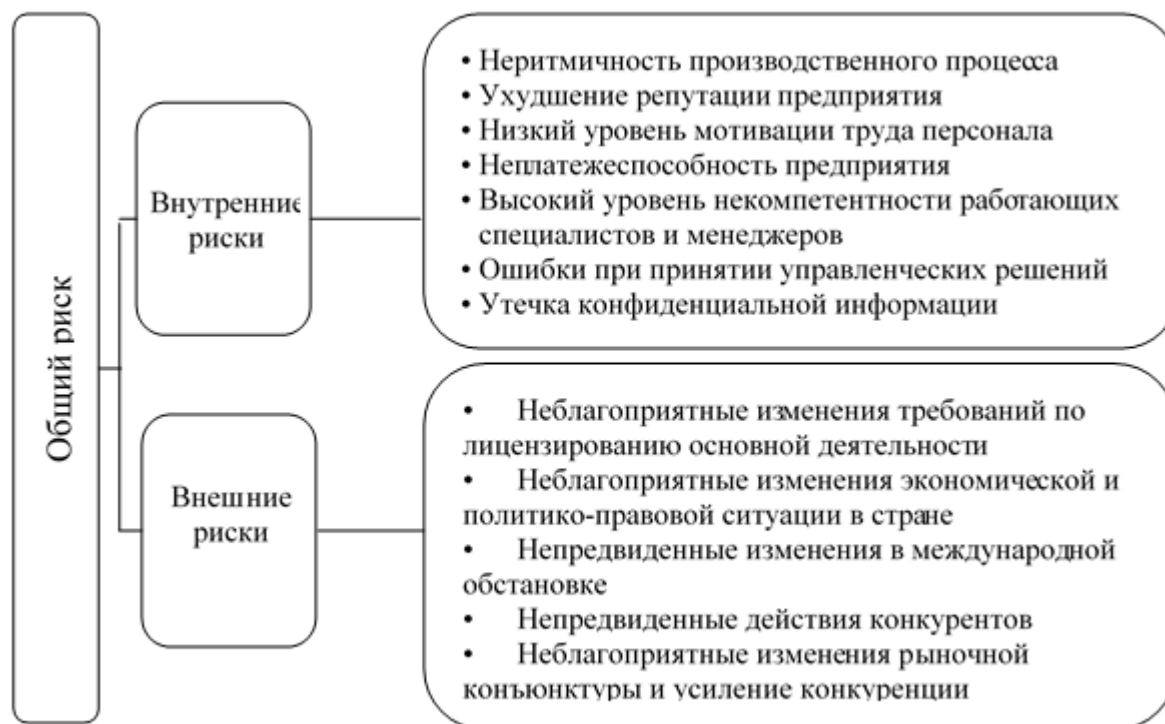 Общий риск
Внутренние
риски
• Неритмичность производственного процесса
• Ухудшение репутации предприятия
• Низкий уровень мотивации труда персонала
• Неплатежеспособность предприятия
• Высокий уровень некомпетентности работающих
специалистов и менеджеров
• Ошибки при принятии управленческих решений
• Утечка конфиденциальной информации
Внешние
риски
• Неблагоприятные изменения требований по
лицензированию основной деятельности
• Неблагоприятные изменения экономической и
политико-правовой ситуации в стране
• Непредвиденные изменения в международной
обстановке
• Непредвиденные действия конкурентов
• Неблагоприятные изменения рыночной
конъюнктуры и усиление конкуренции